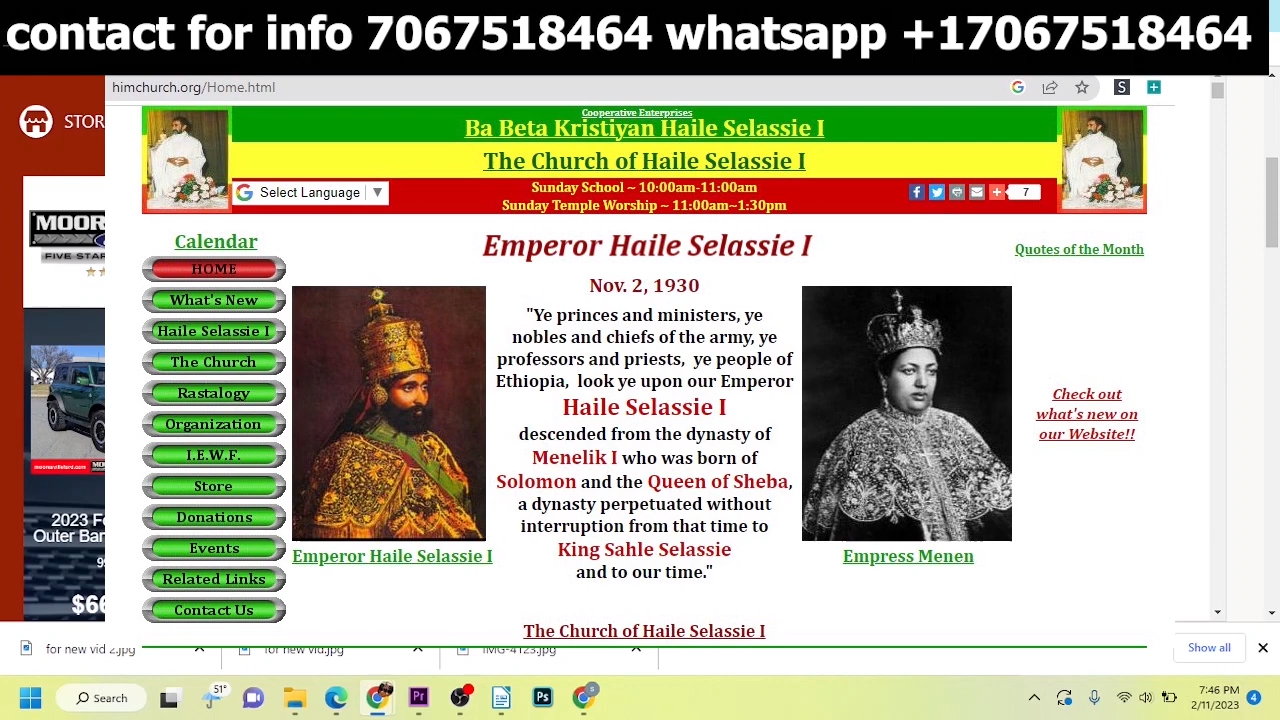 contact for info 7067518464 whatsapp +17067518464
himchurch.org/Home.html
S
STOR
Cooperative Enterprises
Ba Beta Kristiyan Haile Selassie I
The Church of Haile Selassie I
Select Language
Sunday School ~ 10:00am-11:00am
Sunday Temple Worship ~ 11:00am~1:30pm
7
Calendar
HOME
What's New
Haile Selassie I
The Church
Rastalogy
Organization
I.E.W.F.
Store
Donations
Events
Related Links
Contact Us
Emperor Haile Selassie I
Nov. 2, 1930
"Ye princes and ministers, ye
nobles and chiefs of the army, ye
professors and priests, ye people of
Ethiopia, look ye upon our Emperor
Haile Selassie I
descended from the dynasty of
Menelik I who was born of
Solomon and the Queen of Sheba,
a dynasty perpetuated without
interruption from that time to
King Sahle Selassie
and to our time."
Emperor Haile Selassie I
Empress Menen
The Church of Haile Selassie I
Quotes of the Month
Check out
what's new on
our Website!!
MOOR
FIVE STAR
2023 F
Outer Ban
$66
for new vid 2.jpg
for new vid.jpg
IMG-4123.jpg
Show all
Search
51°
Pr
Ps
7:46 PM
2/11/2023
4